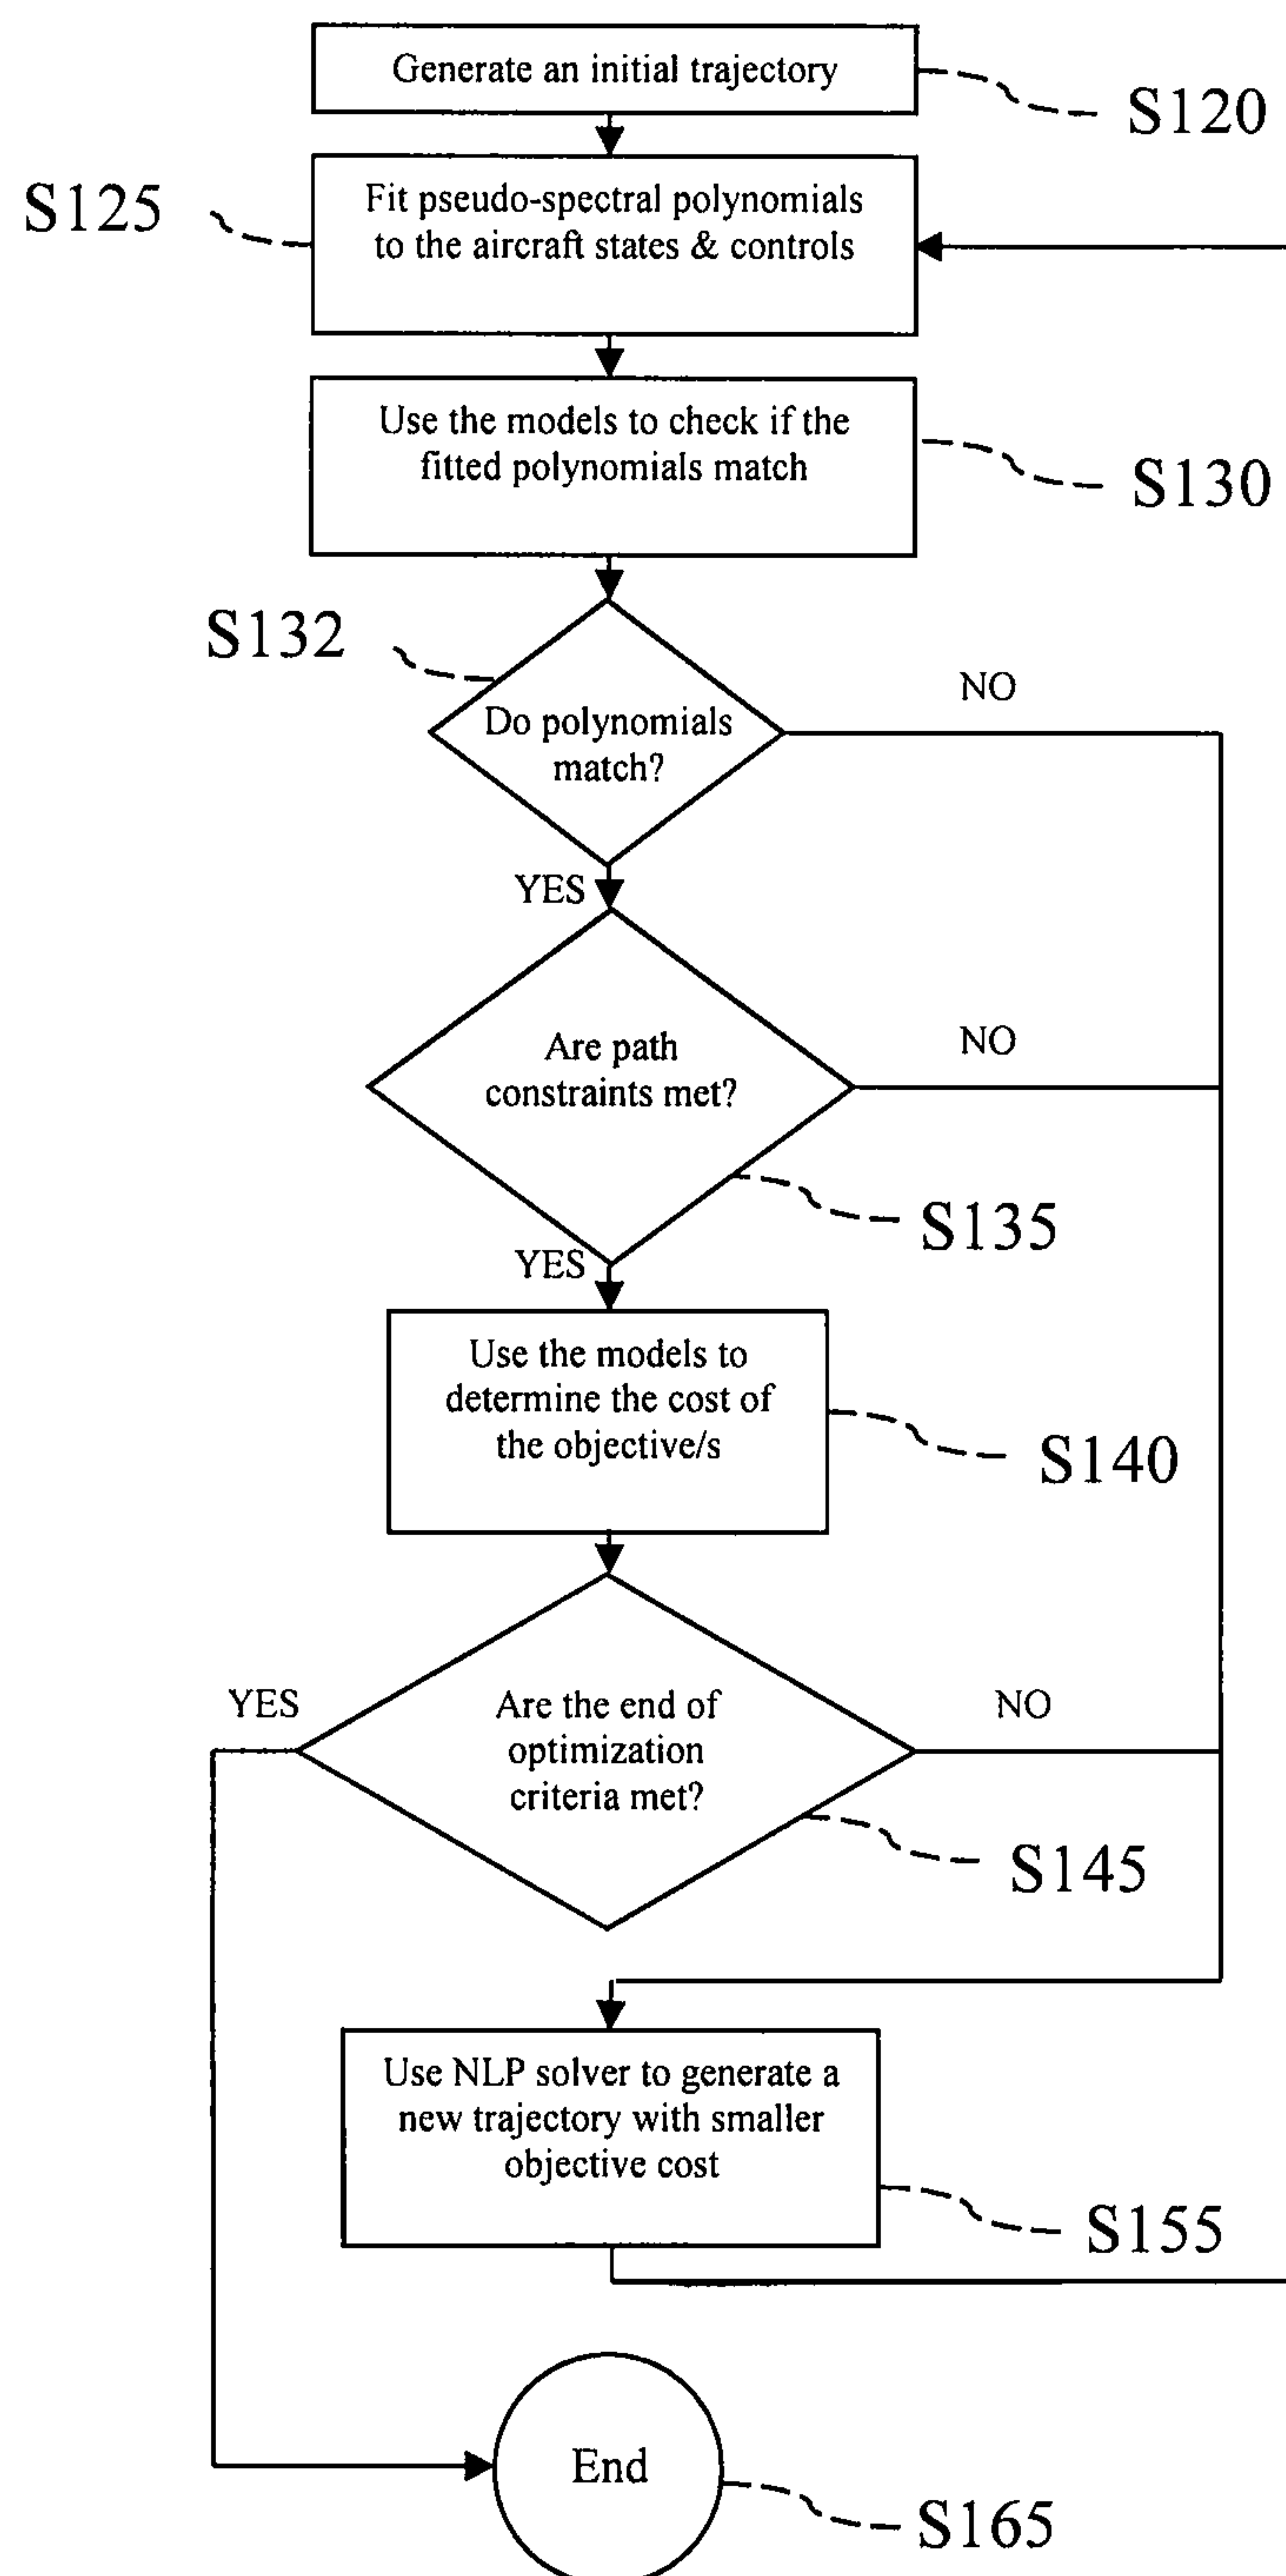 Generate an initial trajectory
S120
S125
Fit pseudo-spectral polynomials
to the aircraft states & controls
Use the models to check if the
fitted polynomials match
S130
S132
Do polynomials
match?
NO
YES
Are path
constraints met?
NO
S135
YES
Use the models to
determine the cost of
the objective/s
S140
YES
Are the end of
optimization
criteria met?
NO
S145
Use NLP solver to generate a
new trajectory with smaller
objective cost
S155
End
S165